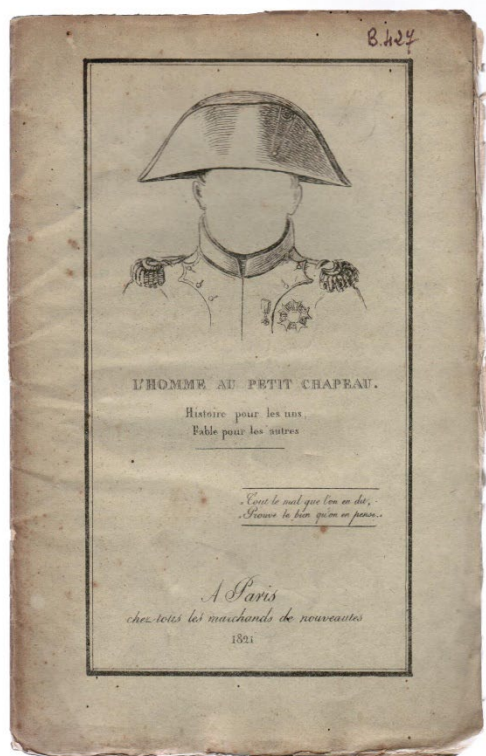 B.427
L'HOMME AU PETIT CHAPEAU.
Histoire pour les uns,
Fable pour les autres
Tout le mal que l'on en dit,
Prouve le bien qu'on en pense.
A Paris
chez tous les marchands de nouveautés
1821